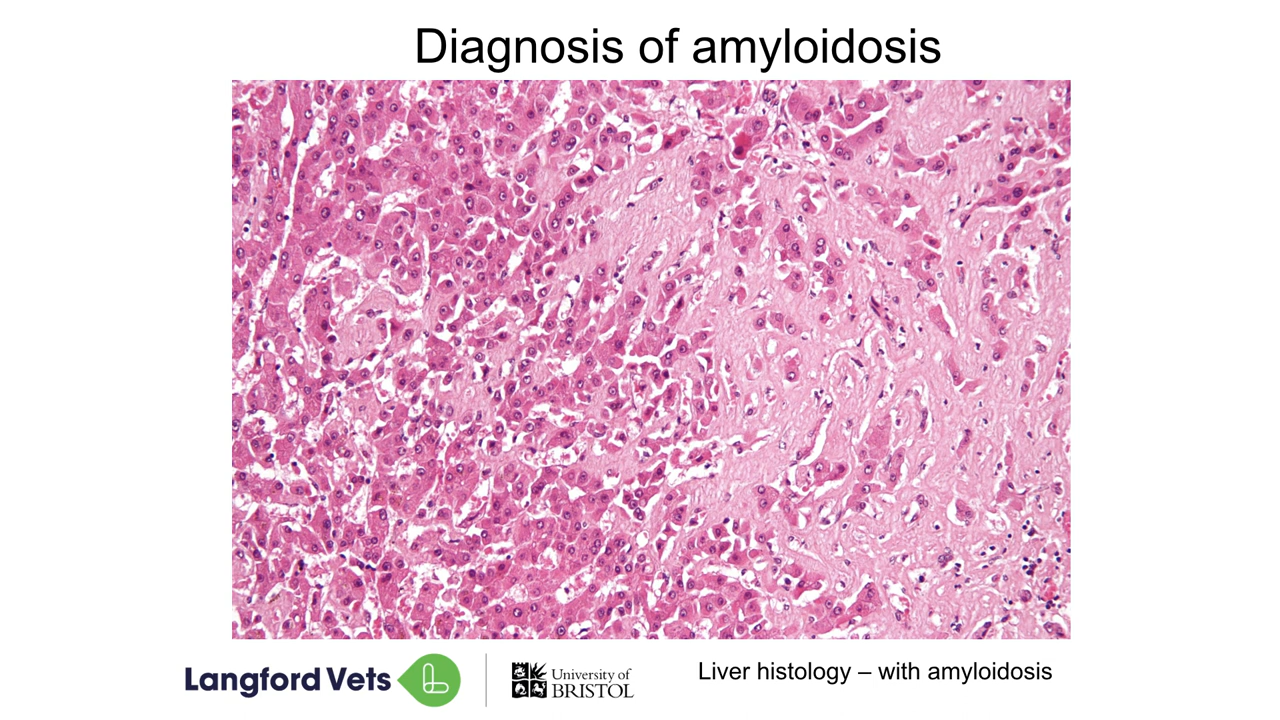 Diagnosis of amyloidosis
Langford Vets
University of
BRISTOL
Liver histology – with amyloidosis